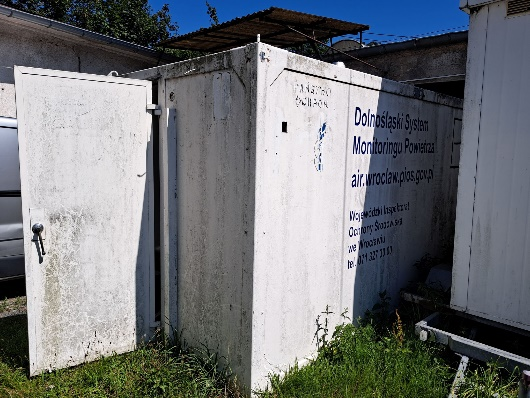 Dolnośląski System
Monitoringu Powietrza
air.wroclaw.pios.gov.pl
Wojewódzki Inspektorat
Ochrony Środowiska
we Wrocławiu